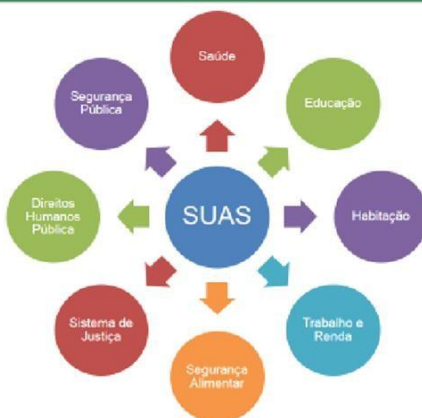 Saúde
Segurança
Pública
Educação
Direitos
Humanos
Pública
SUAS
Habitação
Sistema de
Justiça
Trabalho e
Renda
Segurança
Alimentar